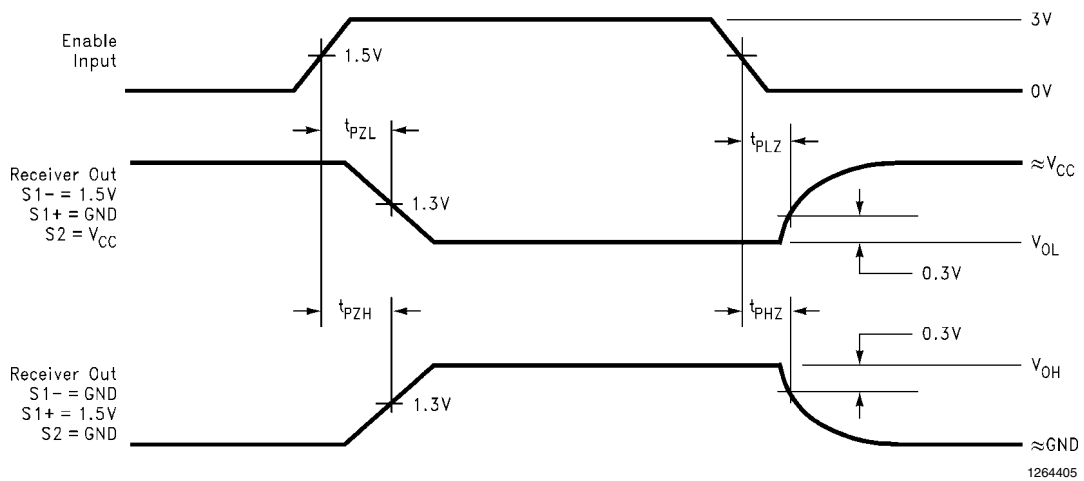 Enable
Input
1.5V
3V
0V
tPZL
tPLZ
Receiver Out
S1- = 1.5V
S1+ = GND
S2 = VCC
1.3V
≈VCC
VOL
0.3V
tPZH
tPHZ
0.3V
Receiver Out
S1- = GND
S1+ = 1.5V
S2 = GND
1.3V
VOH
≈GND
1264405